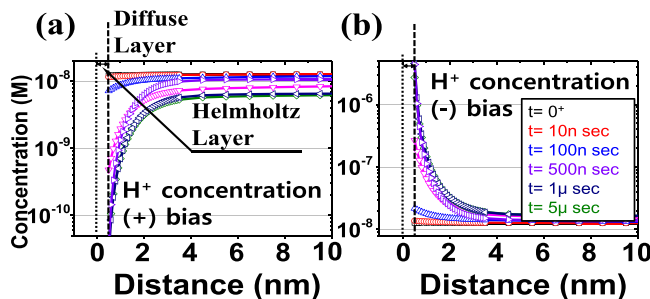 (a)
Diffuse
Layer
Helmholtz
Layer
H⁺ concentration
(+) bias
Concentration (M)
10⁻⁸
10⁻⁹
10⁻¹⁰
0 2 4 6 8 10
Distance (nm)
(b)
H⁺ concentration
(-) bias
t= 0⁺
t= 10n sec
t= 100n sec
t= 500n sec
t= 1μ sec
t= 5μ sec
10⁻⁶
10⁻⁷
10⁻⁸
0 2 4 6 8 10
Distance (nm)